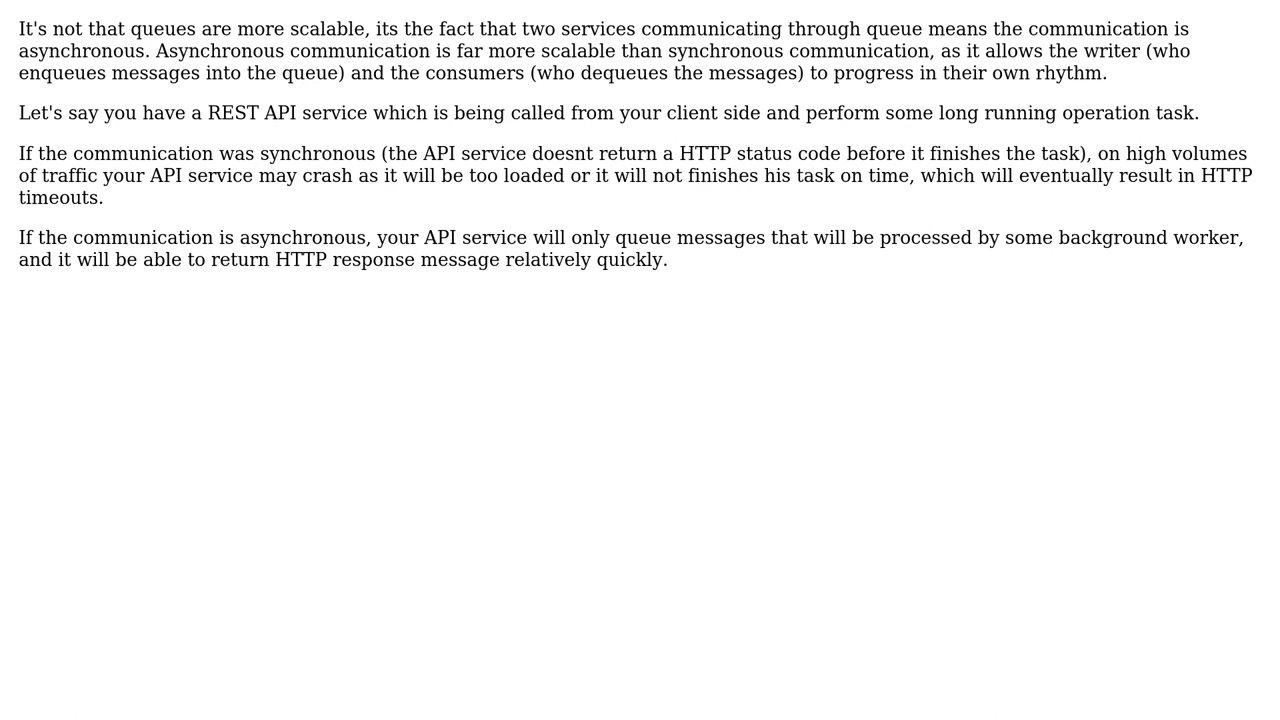 It's not that queues are more scalable, its the fact that two services communicating through queue means the communication is
asynchronous. Asynchronous communication is far more scalable than synchronous communication, as it allows the writer (who
enqueues messages into the queue) and the consumers (who dequeues the messages) to progress in their own rhythm.
Let's say you have a REST API service which is being called from your client side and perform some long running operation task.
If the communication was synchronous (the API service doesnt return a HTTP status code before it finishes the task), on high volumes
of traffic your API service may crash as it will be too loaded or it will not finishes his task on time, which will eventually result in HTTP
timeouts.
If the communication is asynchronous, your API service will only queue messages that will be processed by some background worker,
and it will be able to return HTTP response message relatively quickly.